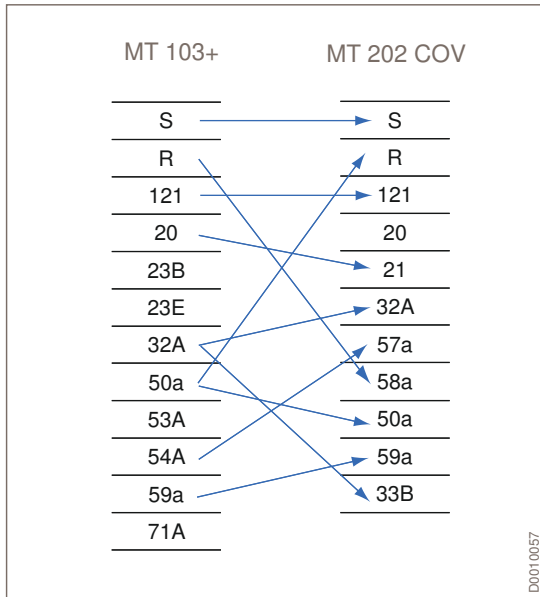 MT 103+ MT 202 COV
S S
R R
121 121
20 20
23B 21
23E 32A
32A 57a
50a 58a
53A 50a
54A 59a
59a 33B
71A
D0010057